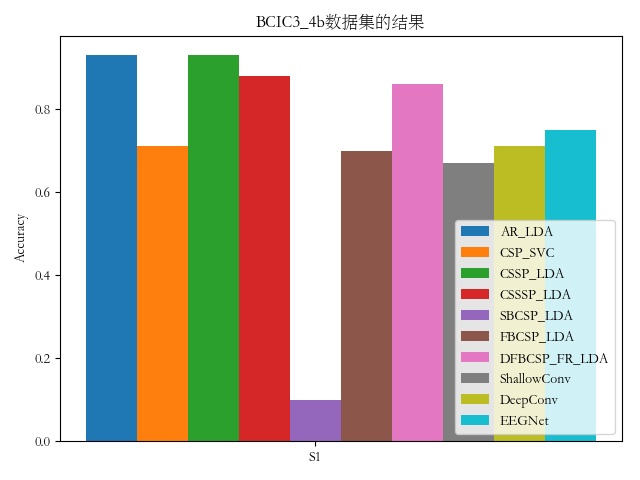 BCIC3_4b数据集的结果
0.8
0.6
0.4
0.2
0.0
Accuracy
S1
AR_LDA
CSP_SVC
CSSP_LDA
CSSSP_LDA
SBCSP_LDA
FBCSP_LDA
DFBCSP_FR_LDA
ShallowConv
DeepConv
EEGNet